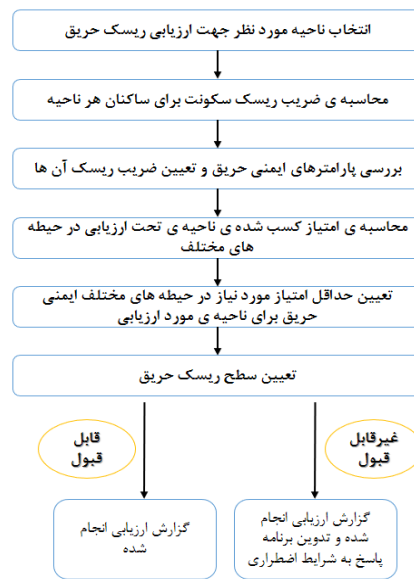 انتخاب ناحیه مورد نظر جهت ارزیابی ریسک حریق
محاسبه ی ضریب ریسک سکونت برای ساکنان هر ناحیه
بررسی پارامترهای ایمنی حریق و تعیین ضریب ریسک آن ها
محاسبه ی امتیاز کسب شده ی ناحیه ی تحت ارزیابی در حیطه
های مختلف
تعیین حداقل امتیاز مورد نیاز در حیطه های مختلف ایمنی
حریق برای ناحیه ی مورد ارزیابی
تعیین سطح ریسک حریق
غیرقابل
قبول
قابل
قبول
گزارش ارزیابی انجام
شده و تدوین برنامه
پاسخ به شرایط اضطراری
گزارش ارزیابی انجام
شده